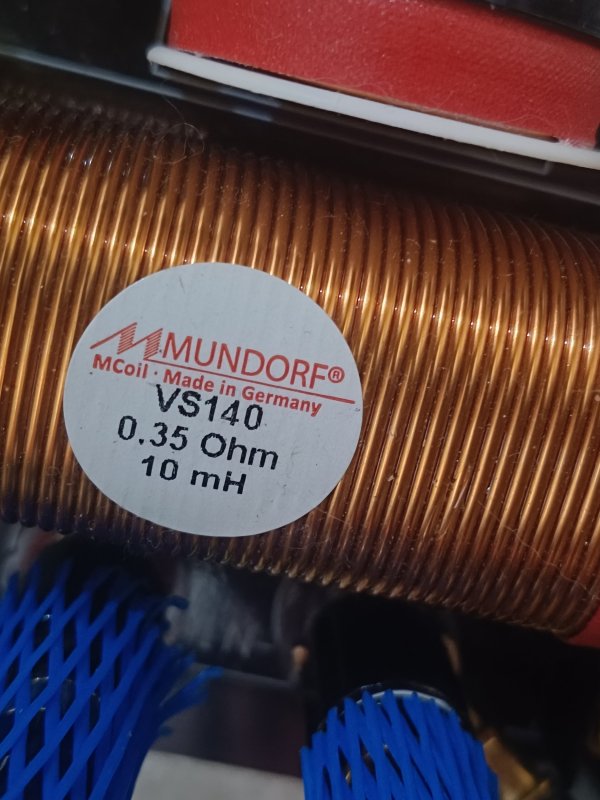 MUNDORF®
MCoil · Made in Germany
VS140
0.35 Ohm
10 mH